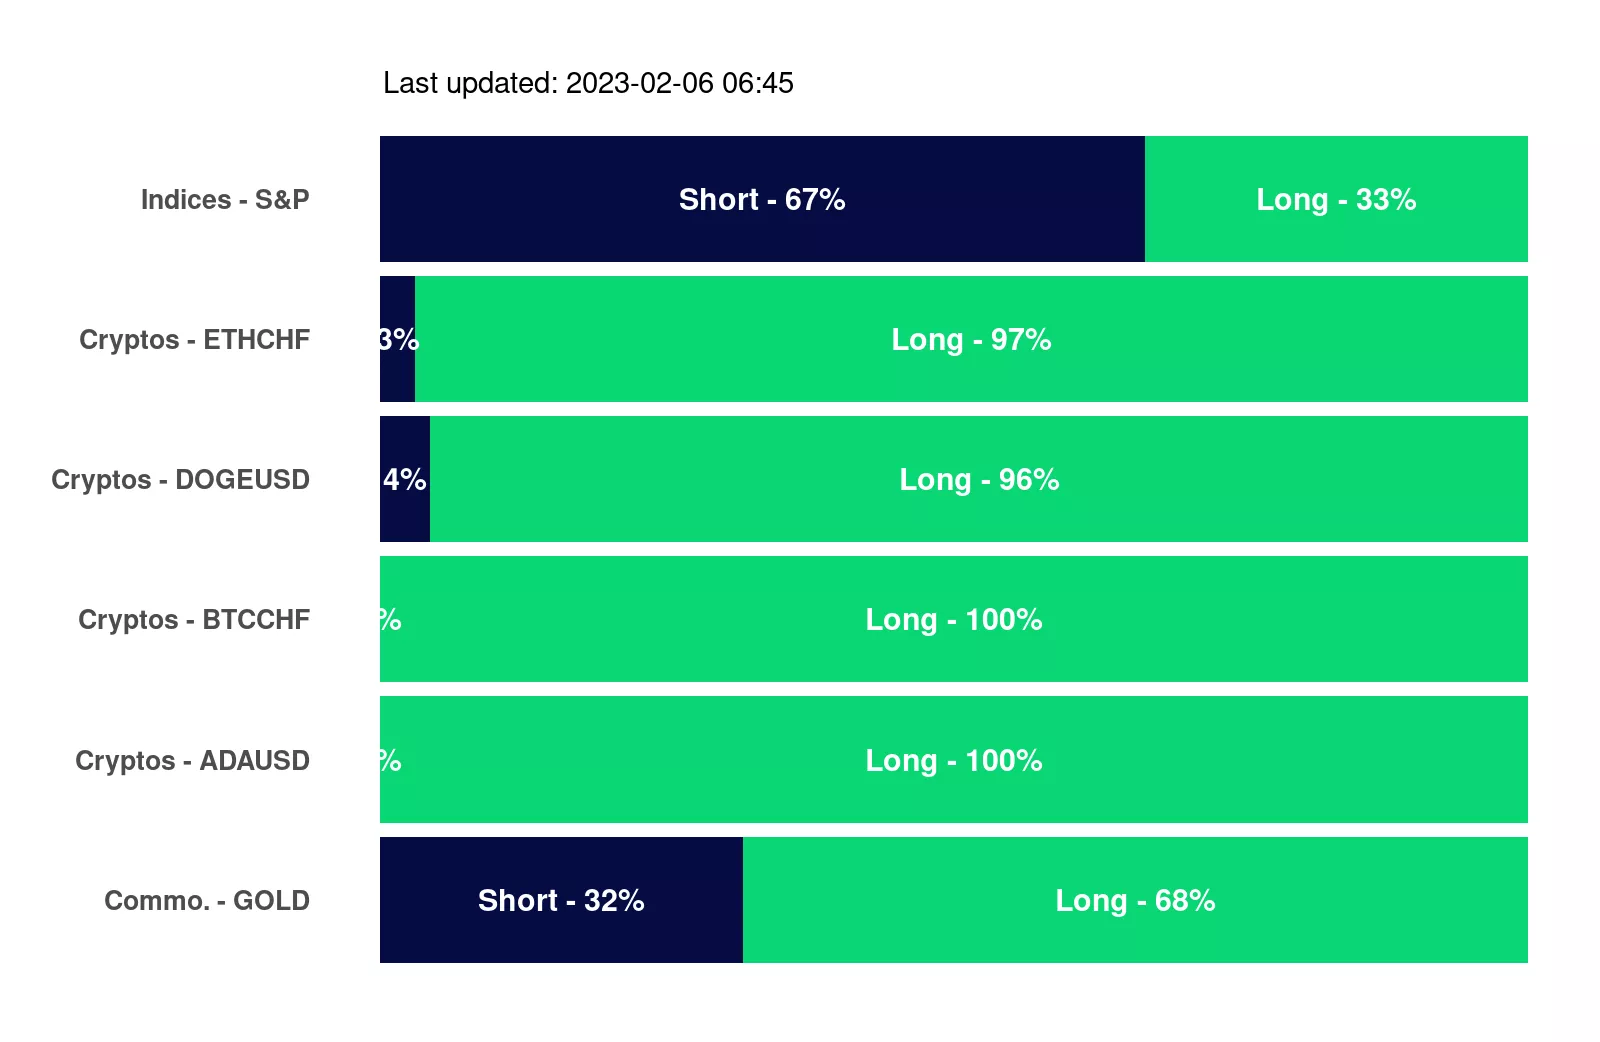 Last updated: 2023-02-06 06:45
Indices - S&P Short - 67% Long - 33%
Cryptos - ETHCHF 3% Long - 97%
Cryptos - DOGEUSD 4% Long - 96%
Cryptos - BTCCHF % Long - 100%
Cryptos - ADAUSD % Long - 100%
Commo. - GOLD Short - 32% Long - 68%